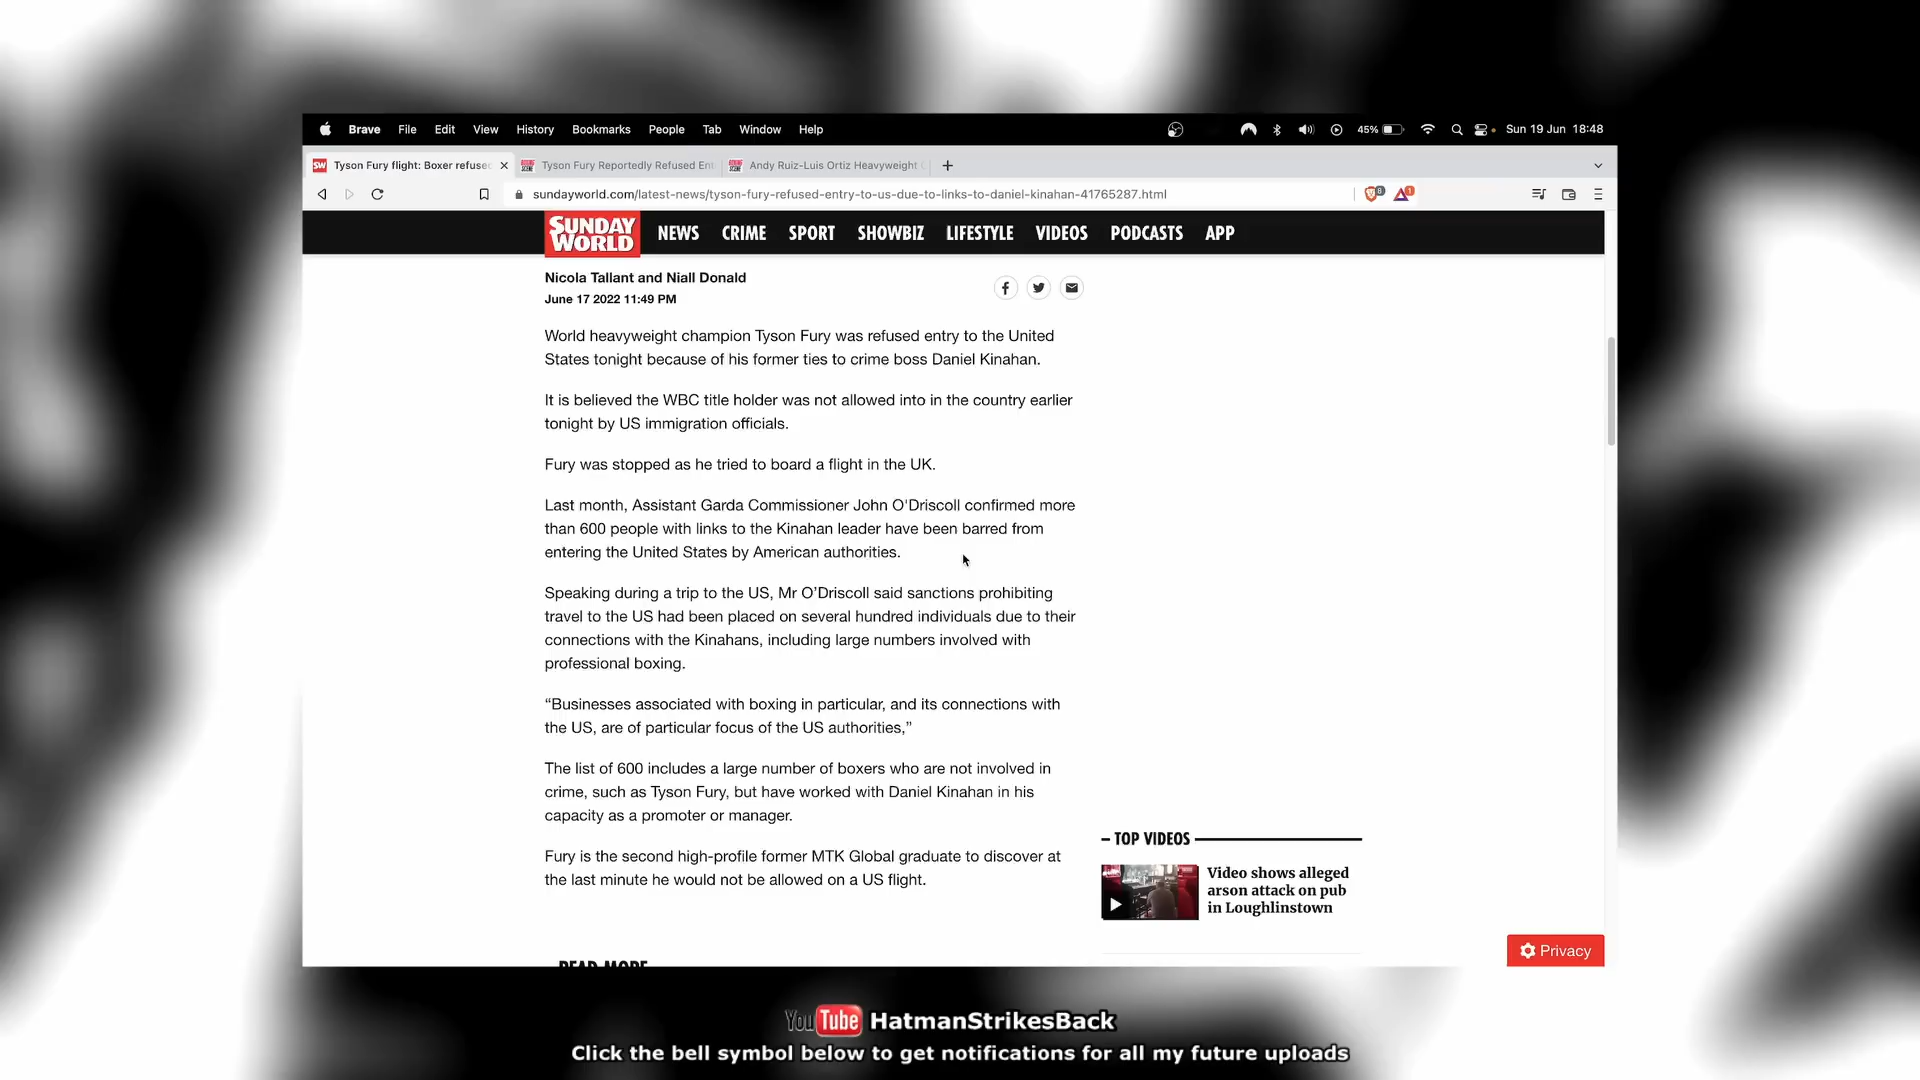 Brave File Edit View History Bookmarks People Tab Window Help 45% Sun 19 Jun 18:48
Tyson Fury flight: Boxer refused Tyson Fury Reportedly Refused Ent Andy Ruiz-Luis Ortiz Heavyweight
sundayworld.com/latest-news/tyson-fury-refused-entry-to-us-due-to-links-to-daniel-kinahan-41765287.html 8 1
SUNDAY
WORLD
NEWS CRIME SPORT SHOWBIZ LIFESTYLE VIDEOS PODCASTS APP
Nicola Tallant and Niall Donald
June 17 2022 11:49 PM
World heavyweight champion Tyson Fury was refused entry to the United
States tonight because of his former ties to crime boss Daniel Kinahan.
It is believed the WBC title holder was not allowed into in the country earlier
tonight by US immigration officials.
Fury was stopped as he tried to board a flight in the UK.
Last month, Assistant Garda Commissioner John O'Driscoll confirmed more
than 600 people with links to the Kinahan leader have been barred from
entering the United States by American authorities.
Speaking during a trip to the US, Mr O’Driscoll said sanctions prohibiting
travel to the US had been placed on several hundred individuals due to their
connections with the Kinahans, including large numbers involved with
professional boxing.
“Businesses associated with boxing in particular, and its connections with
the US, are of particular focus of the US authorities,”
The list of 600 includes a large number of boxers who are not involved in
crime, such as Tyson Fury, but have worked with Daniel Kinahan in his
capacity as a promoter or manager.
Fury is the second high-profile former MTK Global graduate to discover at
the last minute he would not be allowed on a US flight.
READ MORE
TOP VIDEOS
Video shows alleged
arson attack on pub
in Loughlinstown
Privacy
YouTube HatmanStrikesBack
Click the bell symbol below to get notifications for all my future uploads